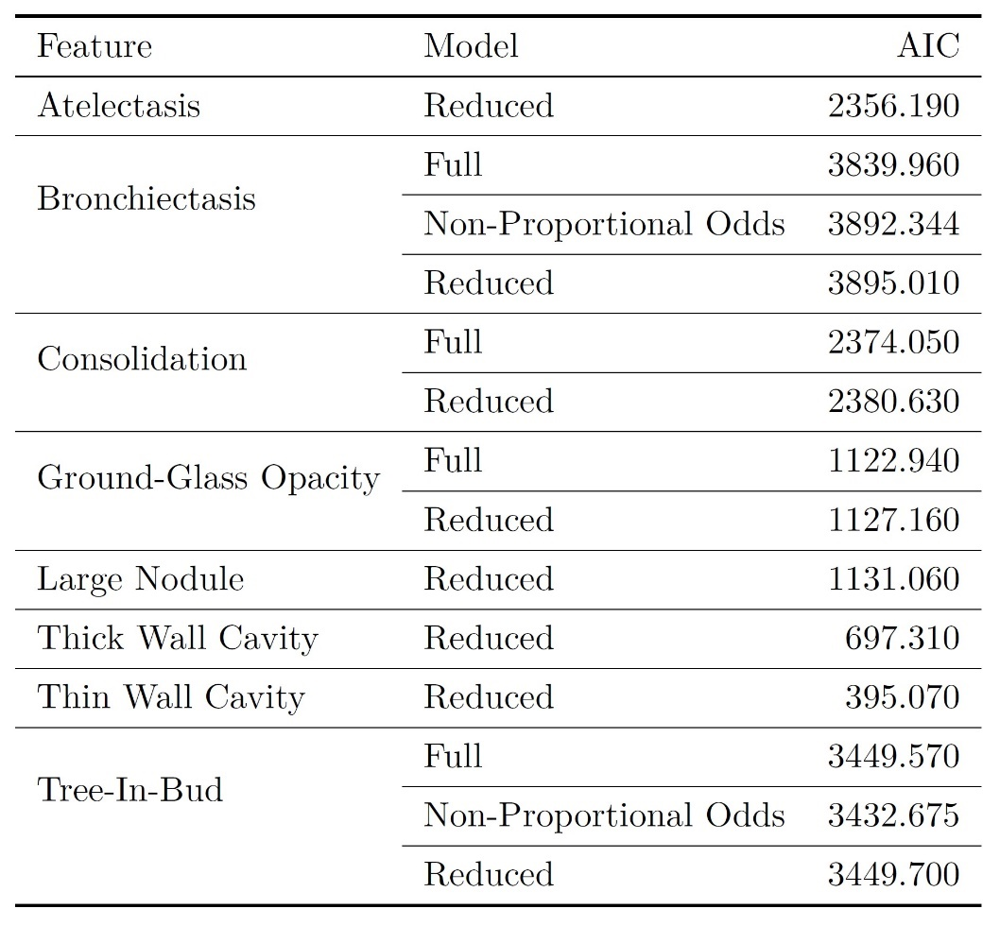 Feature Model AIC
Atelectasis Reduced 2356.190
Bronchiectasis Full 3839.960
Non-Proportional Odds 3892.344
Reduced 3895.010
Consolidation Full 2374.050
Reduced 2380.630
Ground-Glass Opacity Full 1122.940
Reduced 1127.160
Large Nodule Reduced 1131.060
Thick Wall Cavity Reduced 697.310
Thin Wall Cavity Reduced 395.070
Tree-In-Bud Full 3449.570
Non-Proportional Odds 3432.675
Reduced 3449.700